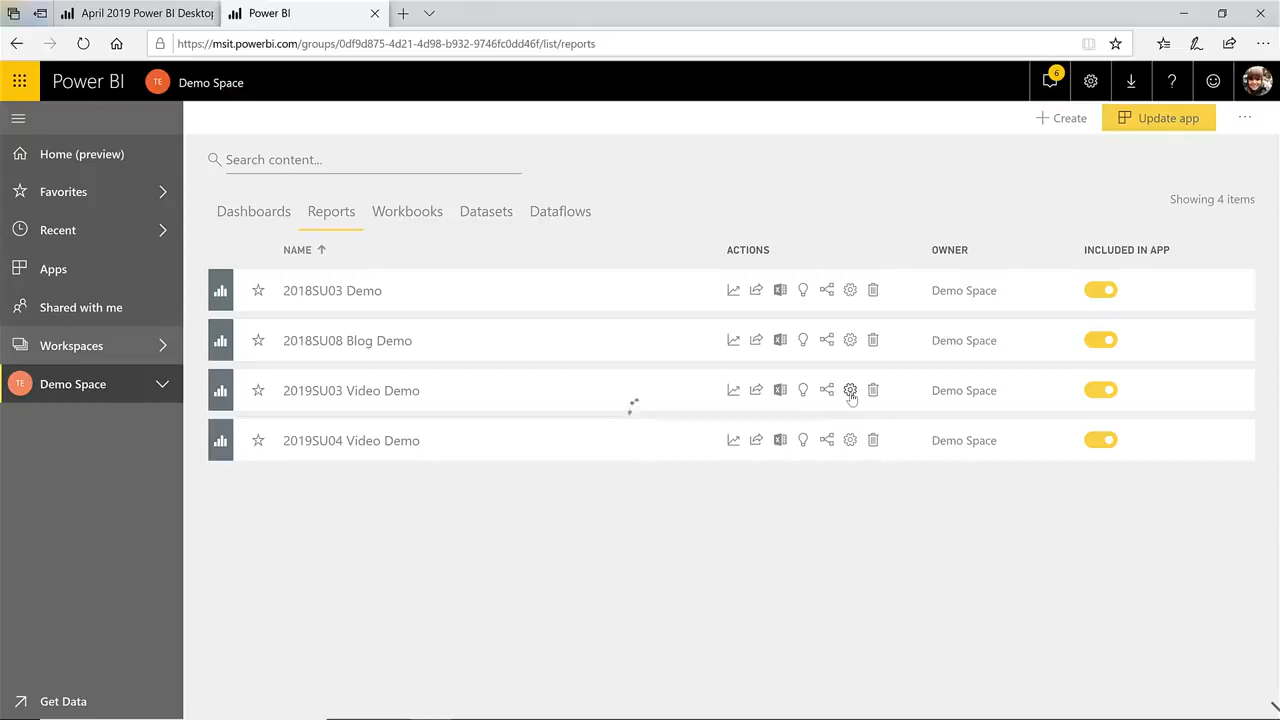 April 2019 Power BI Desktop
Power BI
https://msit.powerbi.com/groups/0df9d875-4d21-4d98-b932-9746fc0dd46f/list/reports
Power BI
TE
Demo Space
6
Create
Update app
Home (preview)
Favorites
Recent
Apps
Shared with me
Workspaces
TE
Demo Space
Get Data
Search content...
Showing 4 items
Dashboards Reports Workbooks Datasets Dataflows
NAME ACTIONS OWNER INCLUDED IN APP
2018SU03 Demo Demo Space
2018SU08 Blog Demo Demo Space
2019SU03 Video Demo Demo Space
2019SU04 Video Demo Demo Space